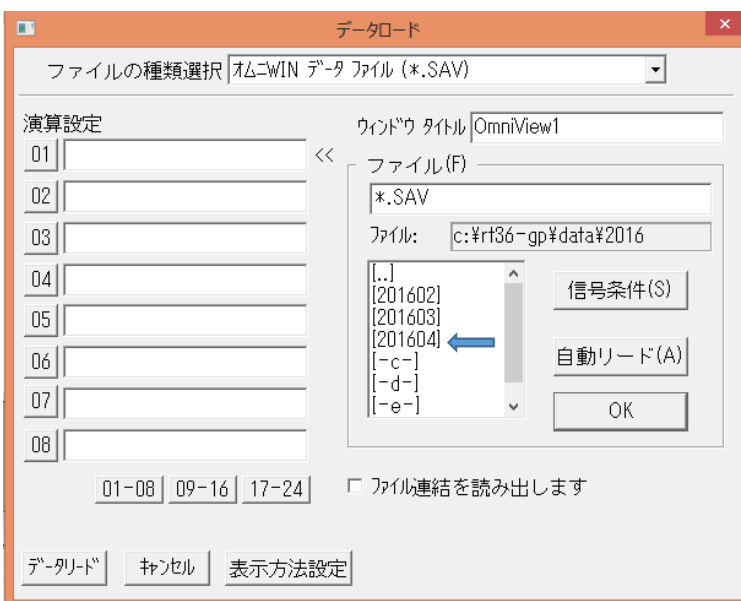 データロード
ファイルの種類選択 ｵﾑﾆWIN ﾃﾞｰﾀ ﾌｧｲﾙ (*.SAV)
演算設定
01
<<
02
03
04
05
06
07
08
01-08 09-16 17-24
ｳｨﾝﾄﾞｳ ﾀｲﾄﾙ OmniView1
ファイル(F)
*.SAV
ﾌｧｲﾙ: c:¥rt36-gp¥data¥2016
[..]
[201602]
[201603]
[201604]
[-c-]
[-d-]
[-e-]
信号条件(S)
自動リード(A)
OK
ﾌｧｲﾙ連結を読み出します
ﾃﾞｰﾀﾘｰﾄﾞ ｷｬﾝｾﾙ 表示方法設定